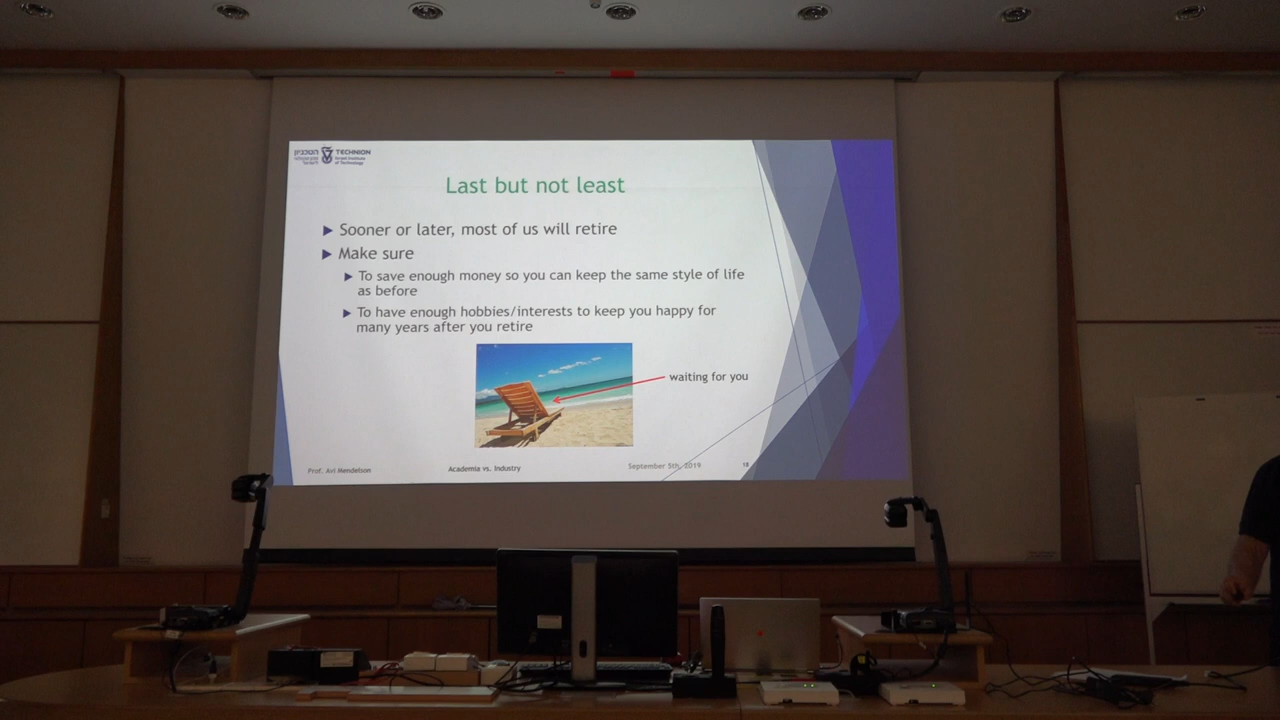 הטכניון
TECHNION
Israel Institute
of Technology
Last but not least
Sooner or later, most of us will retire
Make sure
To save enough money so you can keep the same style of life
as before
To have enough hobbies/interests to keep you happy for
many years after you retire
waiting for you
Prof. Avi Mendelson
Academia vs. Industry
September 5th, 2019
18